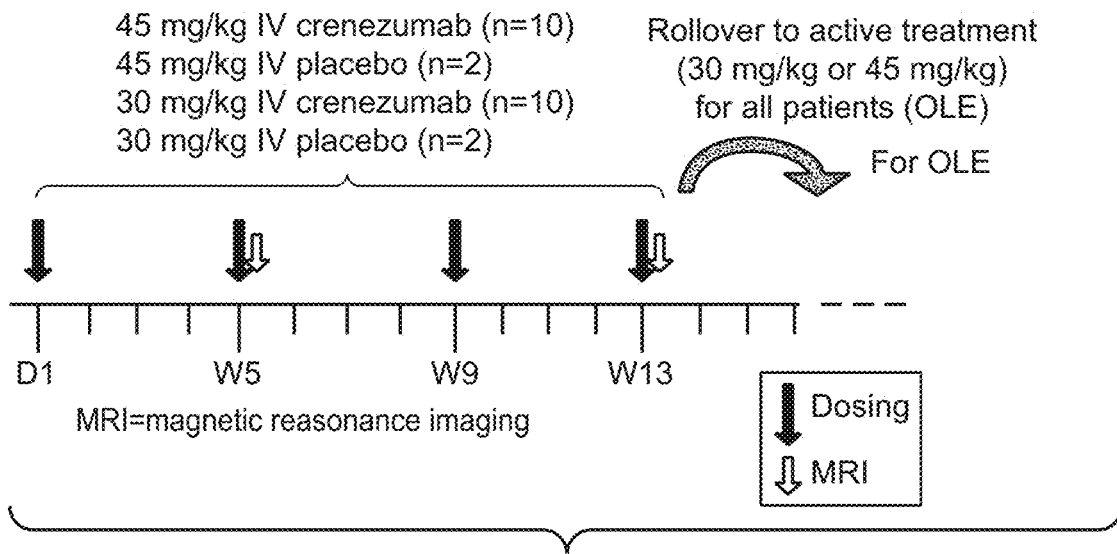 45 mg/kg IV crenezumab (n=10)
45 mg/kg IV placebo (n=2)
30 mg/kg IV crenezumab (n=10)
30 mg/kg IV placebo (n=2)
Rollover to active treatment
(30 mg/kg or 45 mg/kg)
for all patients (OLE)
For OLE
D1
W5
W9
W13
MRI=magnetic reasonance imaging
Dosing
MRI